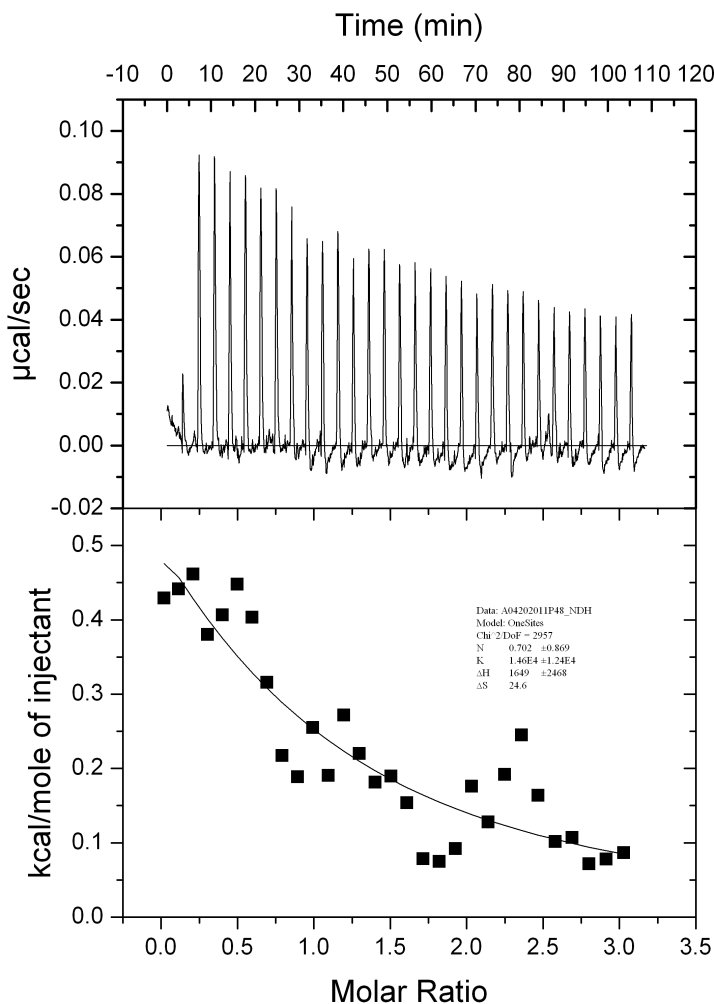 Time (min)
-10 0 10 20 30 40 50 60 70 80 90 100 110 120
0.10
0.08
0.06
0.04
0.02
0.00
-0.02
µcal/sec
0.5
0.4
0.3
0.2
0.1
0.0
kcal/mole of injectant
Data: A04202011P48_NDH
Model: OneSites
Chi^2/DoF = 2957
N 0.702 ±0.869
K 1.46E4 ±1.24E4
ΔH 1649 ±2468
ΔS 24.6
0.0 0.5 1.0 1.5 2.0 2.5 3.0 3.5
Molar Ratio